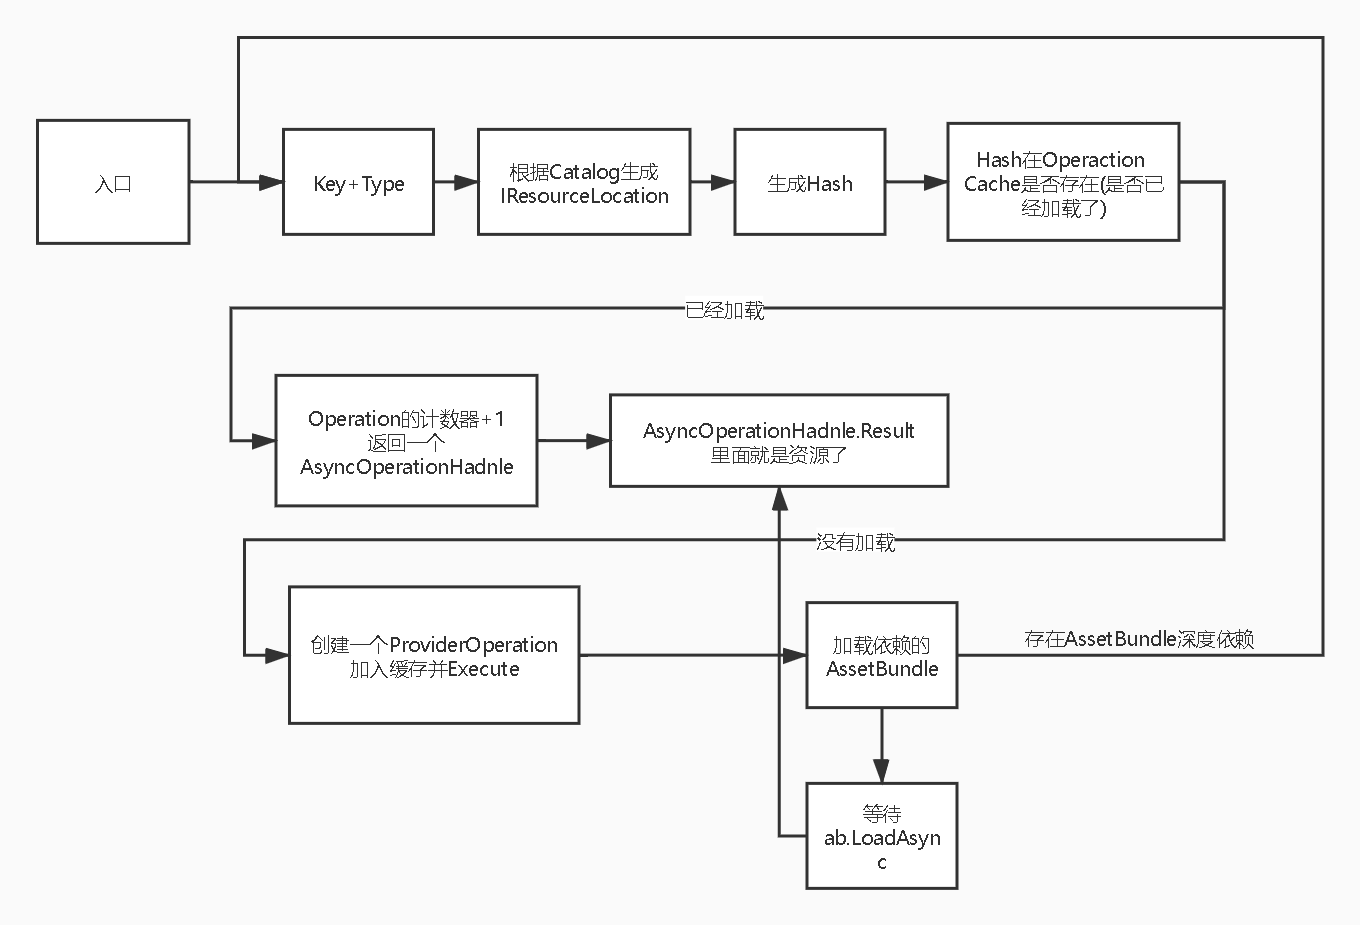 入口
Key+Type
根据Catalog生成
IResourceLocation
生成Hash
Hash在Operaction
Cache是否存在(是否已
经加载了)
已经加载
Operation的计数器+1
返回一个
AsyncOperationHadnle
AsyncOperationHadnle.Result
里面就是资源了
没有加载
创建一个ProviderOperation
加入缓存并Execute
加载依赖的
AssetBundle
存在AssetBundle深度依赖
等待
ab.LoadAsyn
c